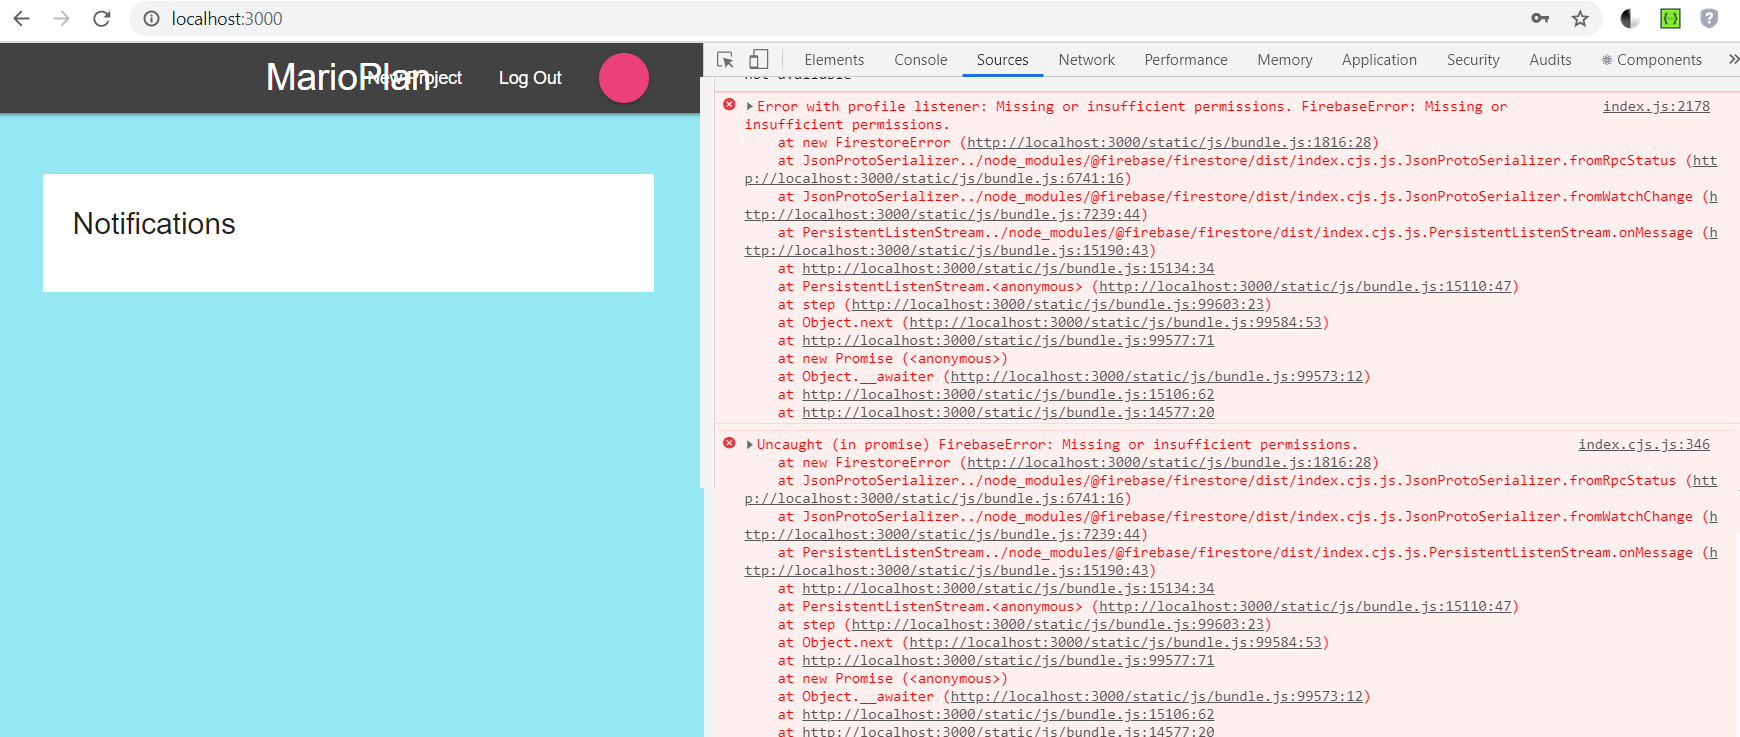 localhost:3000
MarioPlan
New Project
Log Out
Elements Console Sources Network Performance Memory Application Security Audits Components »
not available
Notifications
Error with profile listener: Missing or insufficient permissions. FirebaseError: Missing or index.js:2178
insufficient permissions.
at new FirestoreError (http://localhost:3000/static/js/bundle.js:1816:28)
at JsonProtoSerializer../node_modules/@firebase/firestore/dist/index.cjs.js.JsonProtoSerializer.fromRpcStatus (htt
p://localhost:3000/static/js/bundle.js:6741:16)
at JsonProtoSerializer../node_modules/@firebase/firestore/dist/index.cjs.js.JsonProtoSerializer.fromWatchChange (h
ttp://localhost:3000/static/js/bundle.js:7239:44)
at PersistentListenStream../node_modules/@firebase/firestore/dist/index.cjs.js.PersistentListenStream.onMessage (h
ttp://localhost:3000/static/js/bundle.js:15190:43)
at http://localhost:3000/static/js/bundle.js:15134:34
at PersistentListenStream.<anonymous> (http://localhost:3000/static/js/bundle.js:15110:47)
at step (http://localhost:3000/static/js/bundle.js:99603:23)
at Object.next (http://localhost:3000/static/js/bundle.js:99584:53)
at http://localhost:3000/static/js/bundle.js:99577:71
at new Promise (<anonymous>)
at Object.__awaiter (http://localhost:3000/static/js/bundle.js:99573:12)
at http://localhost:3000/static/js/bundle.js:15106:62
at http://localhost:3000/static/js/bundle.js:14577:20
Uncaught (in promise) FirebaseError: Missing or insufficient permissions. index.cjs.js:346
at new FirestoreError (http://localhost:3000/static/js/bundle.js:1816:28)
at JsonProtoSerializer../node_modules/@firebase/firestore/dist/index.cjs.js.JsonProtoSerializer.fromRpcStatus (htt
p://localhost:3000/static/js/bundle.js:6741:16)
at JsonProtoSerializer../node_modules/@firebase/firestore/dist/index.cjs.js.JsonProtoSerializer.fromWatchChange (h
ttp://localhost:3000/static/js/bundle.js:7239:44)
at PersistentListenStream../node_modules/@firebase/firestore/dist/index.cjs.js.PersistentListenStream.onMessage (h
ttp://localhost:3000/static/js/bundle.js:15190:43)
at http://localhost:3000/static/js/bundle.js:15134:34
at PersistentListenStream.<anonymous> (http://localhost:3000/static/js/bundle.js:15110:47)
at step (http://localhost:3000/static/js/bundle.js:99603:23)
at Object.next (http://localhost:3000/static/js/bundle.js:99584:53)
at http://localhost:3000/static/js/bundle.js:99577:71
at new Promise (<anonymous>)
at Object.__awaiter (http://localhost:3000/static/js/bundle.js:99573:12)
at http://localhost:3000/static/js/bundle.js:15106:62
at http://localhost:3000/static/js/bundle.js:14577:20